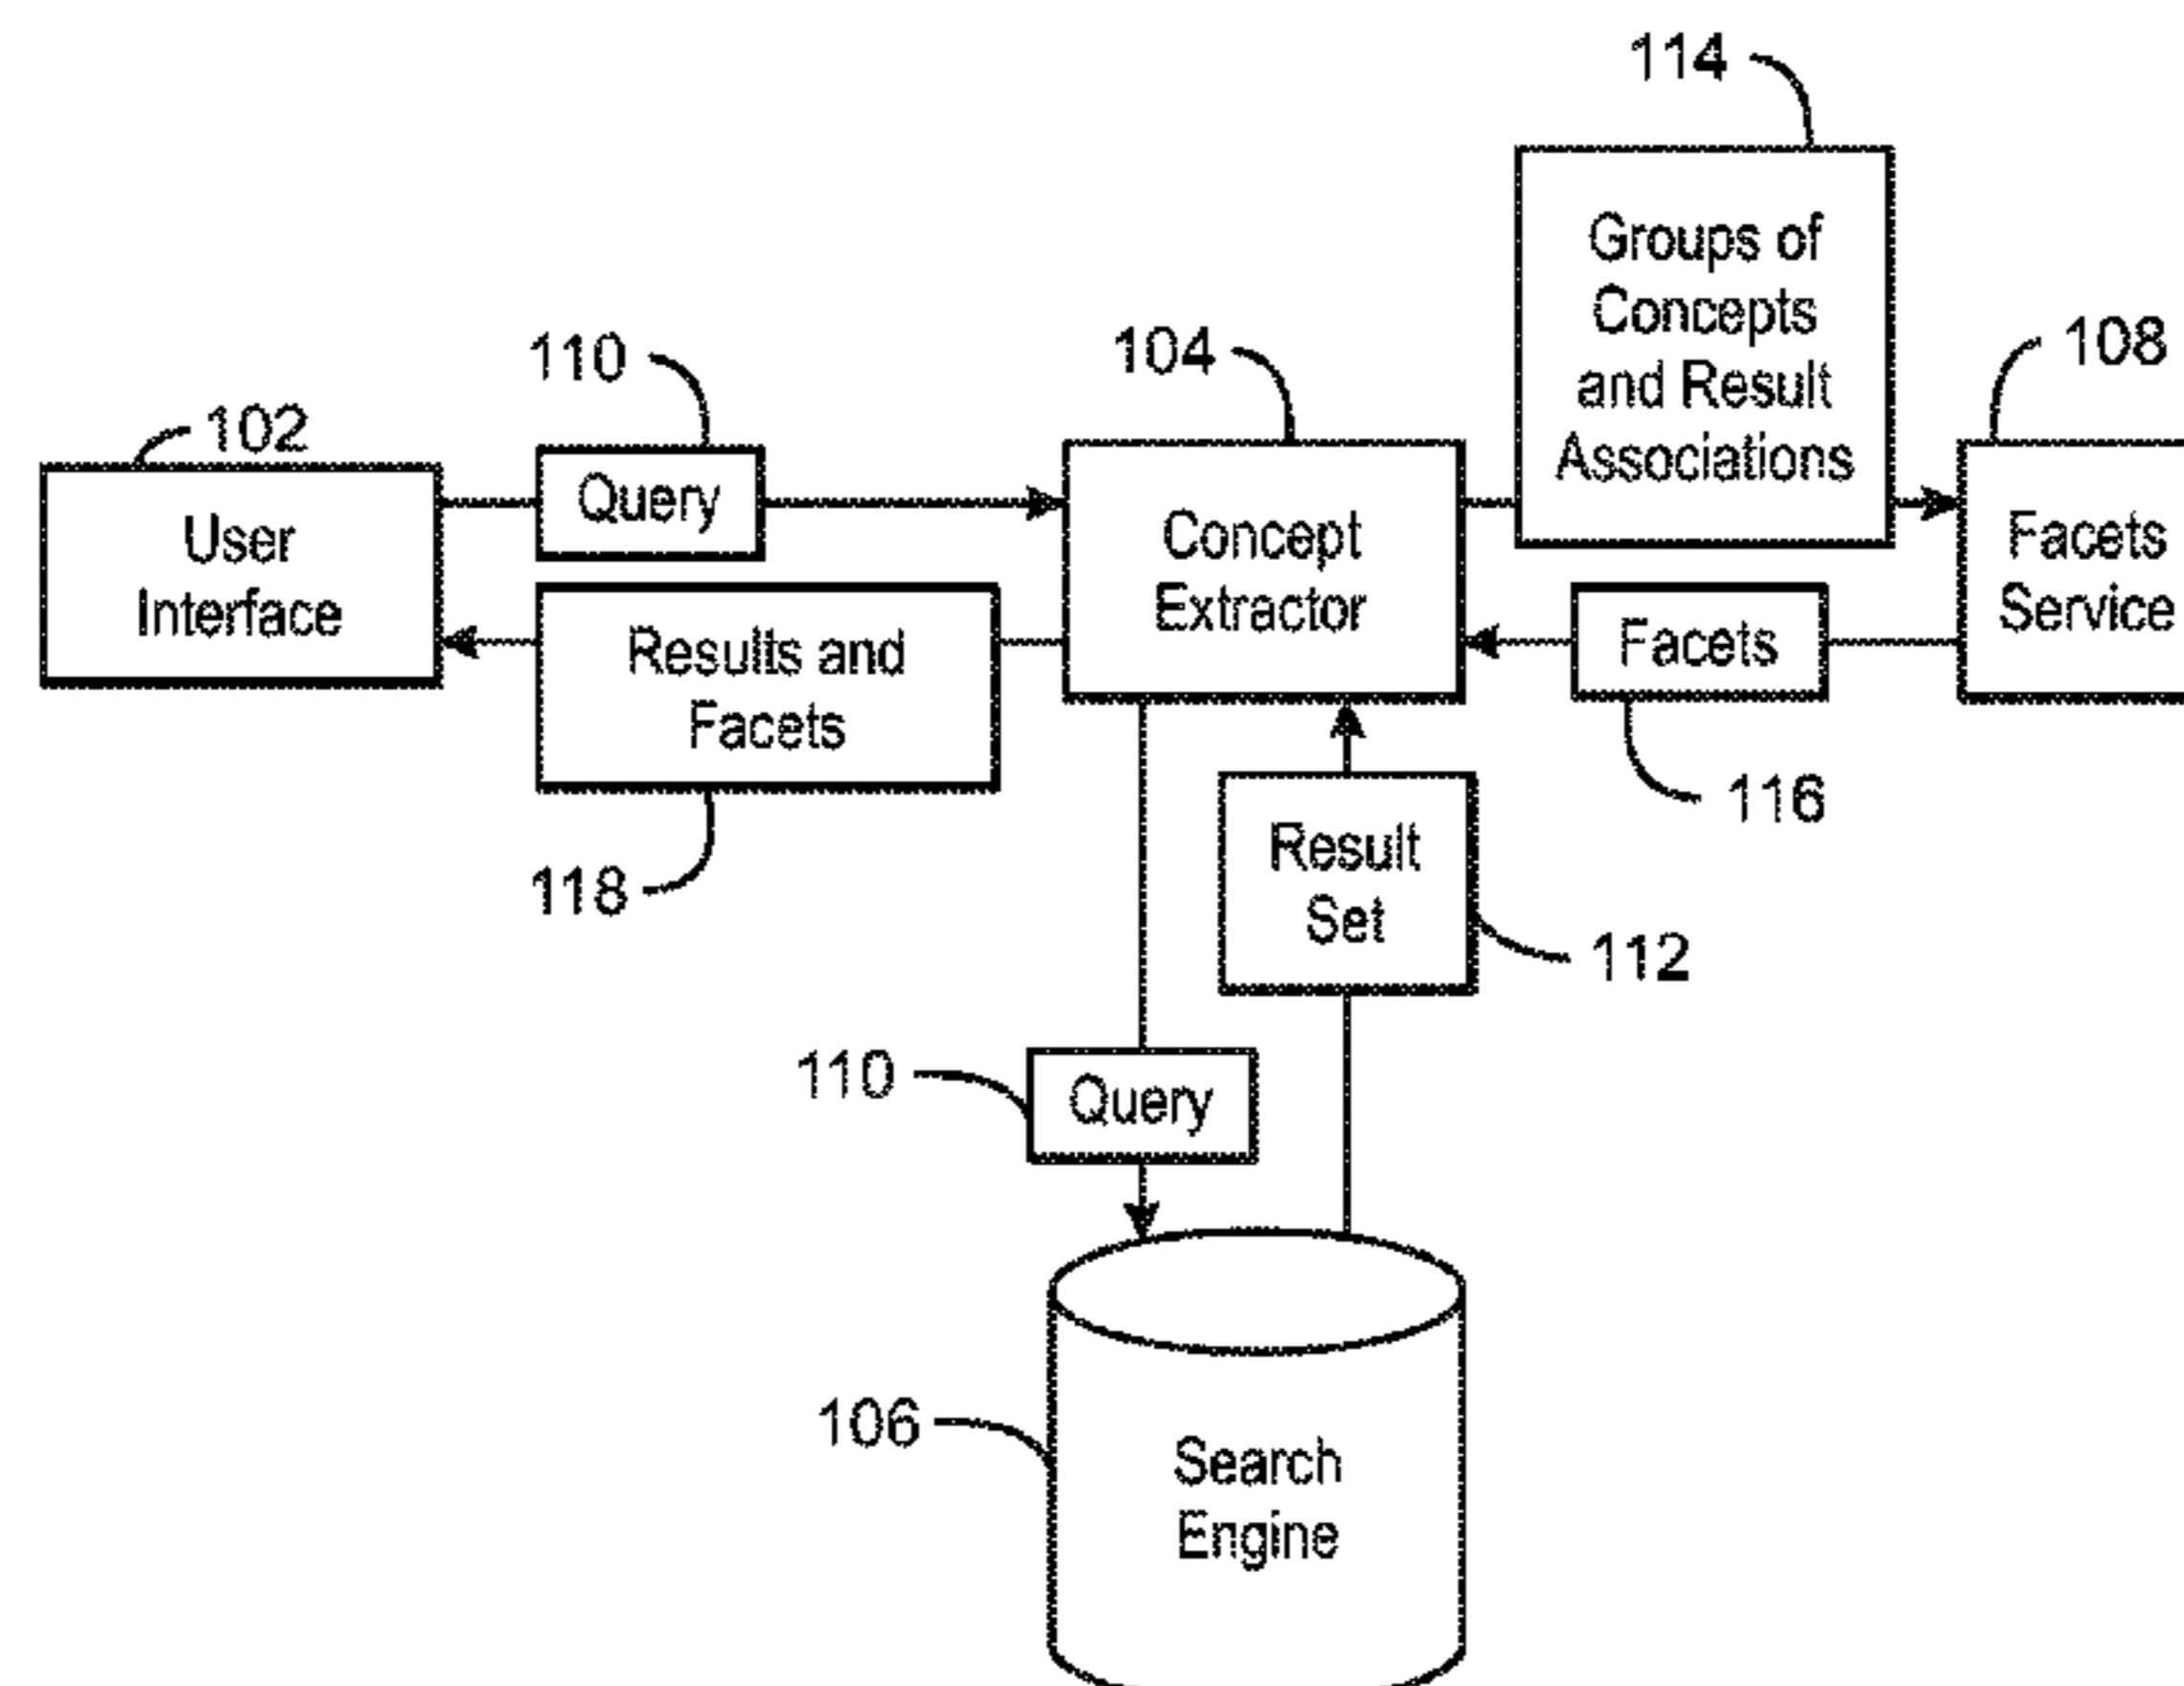 114
Groups of
Concepts
and Result
Associations
110
104
108
102
Query
User
Interface
Concept
Extractor
Facets
Service
Results and
Facets
Facets
116
118
Result
Set
112
110
Query
106
Search
Engine